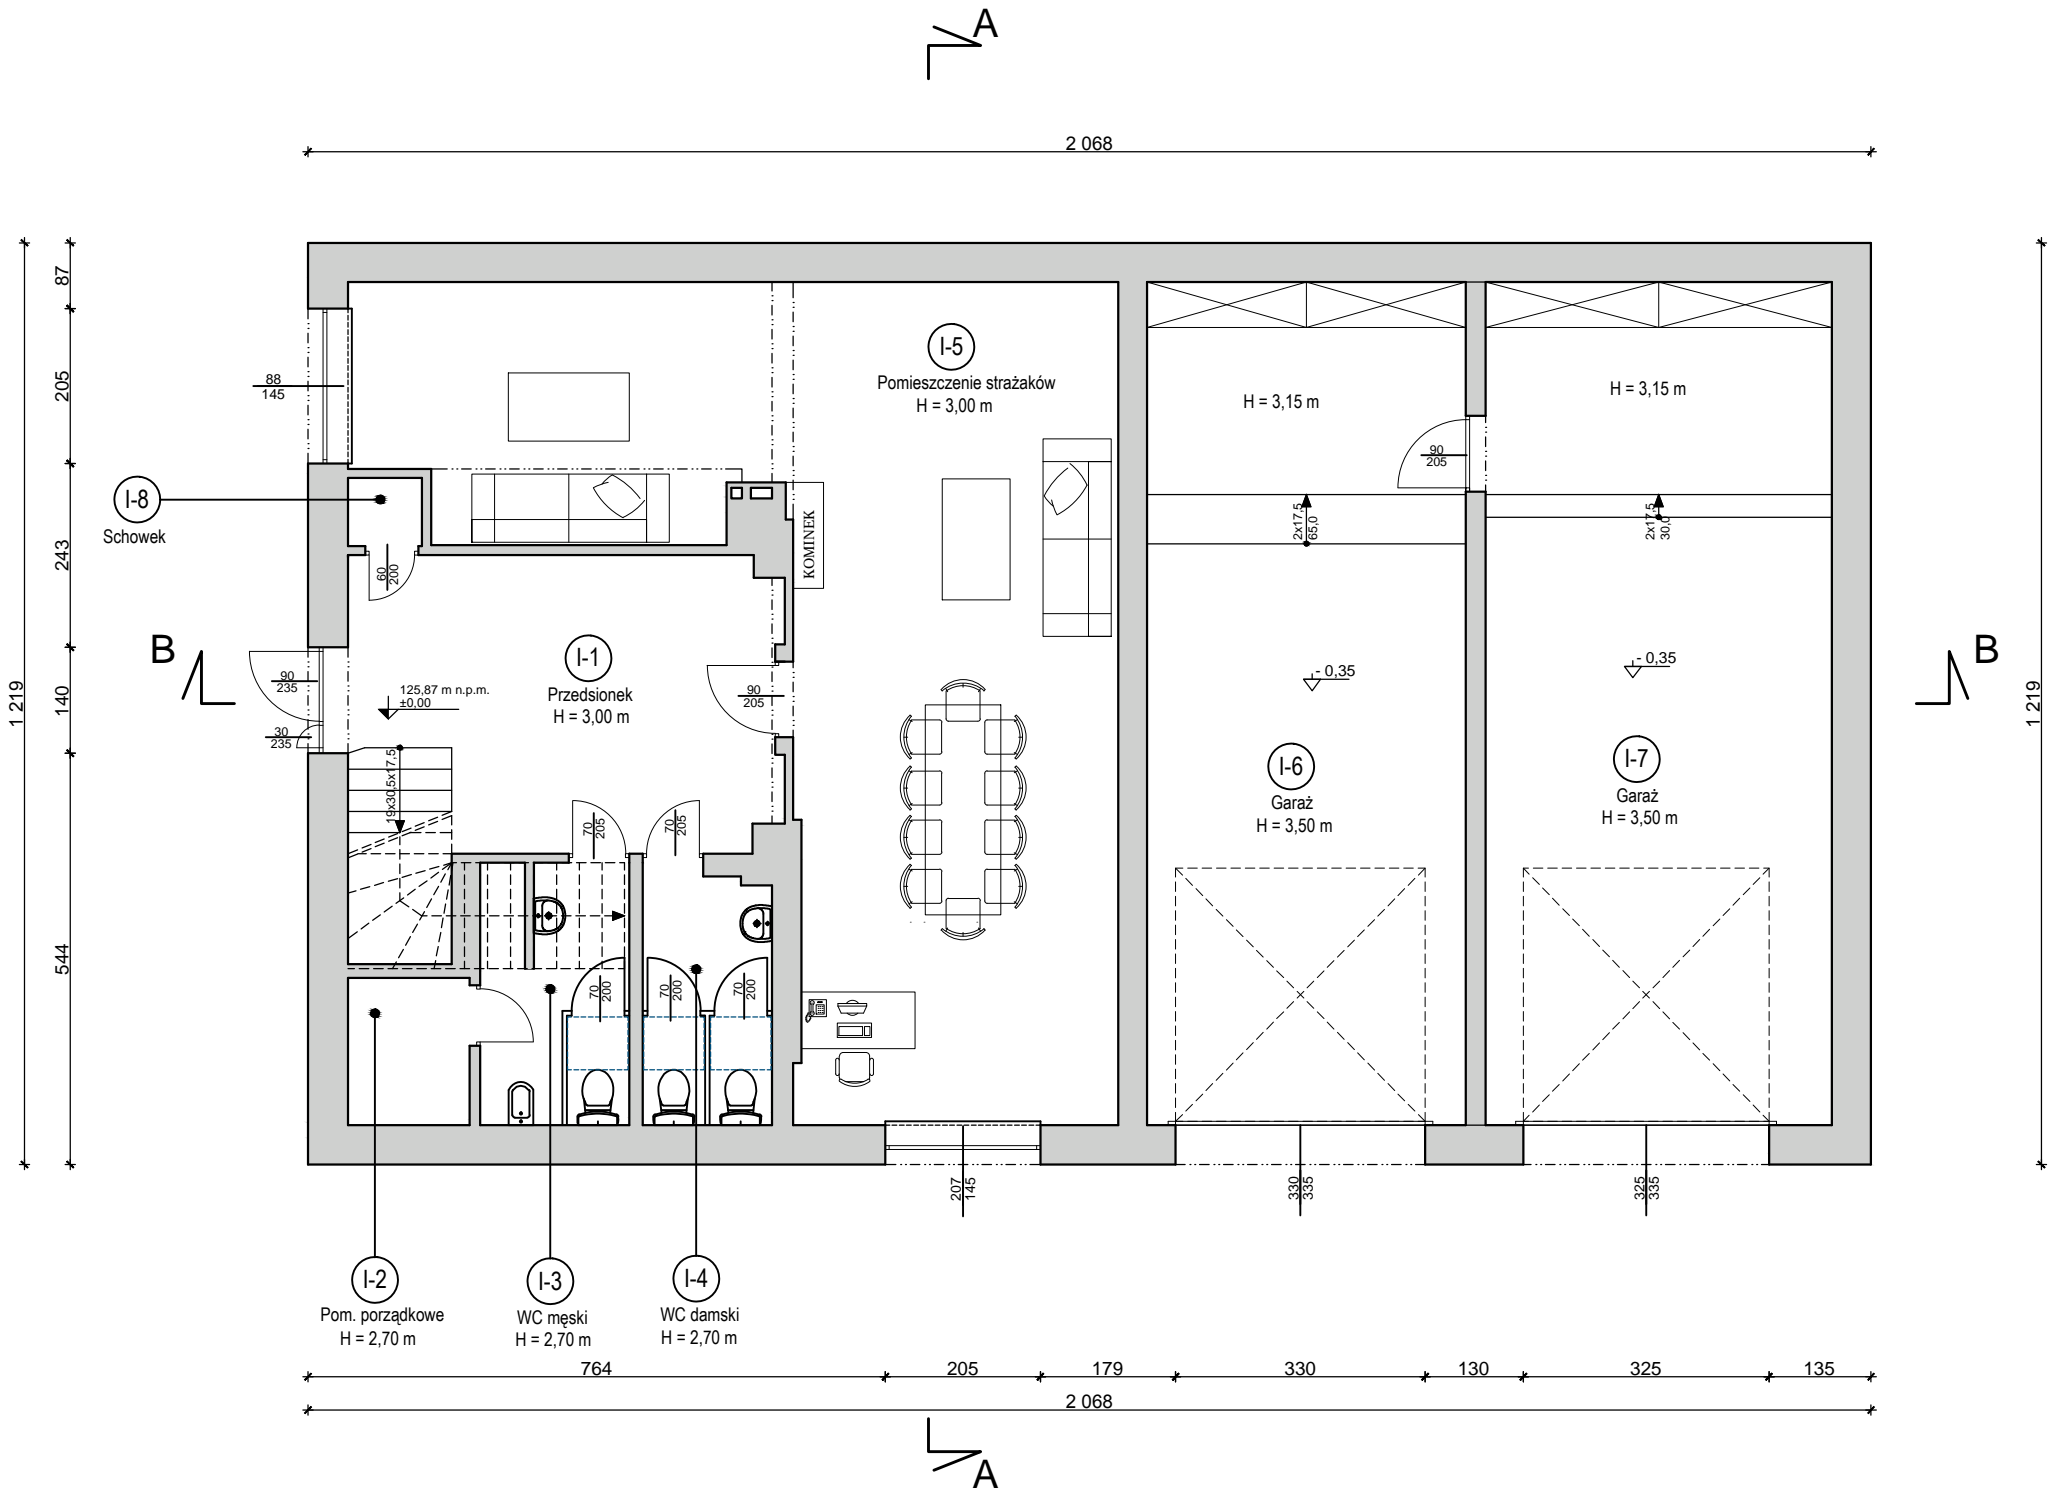 A
2 068
87
205
243
140
544
1 219
1 219
88
145
I-5
Pomieszczenie strażaków
H = 3,00 m
H = 3,15 m
H = 3,15 m
90
205
I-8
Schowek
60
200
KOMINEK
2x17,5
65,0
2x17,5
30,0
B
B
90
235
30
235
I-1
Przedsionek
H = 3,00 m
125,87 m n.p.m.
±0,00
90
205
- 0,35
- 0,35
19x30,5x17,5
I-6
Garaż
H = 3,50 m
I-7
Garaż
H = 3,50 m
70
205
70
205
70
200
70
200
70
200
207
145
330
335
325
335
I-2
Pom. porządkowe
H = 2,70 m
I-3
WC męski
H = 2,70 m
I-4
WC damski
H = 2,70 m
764
205
179
330
130
325
135
2 068
A